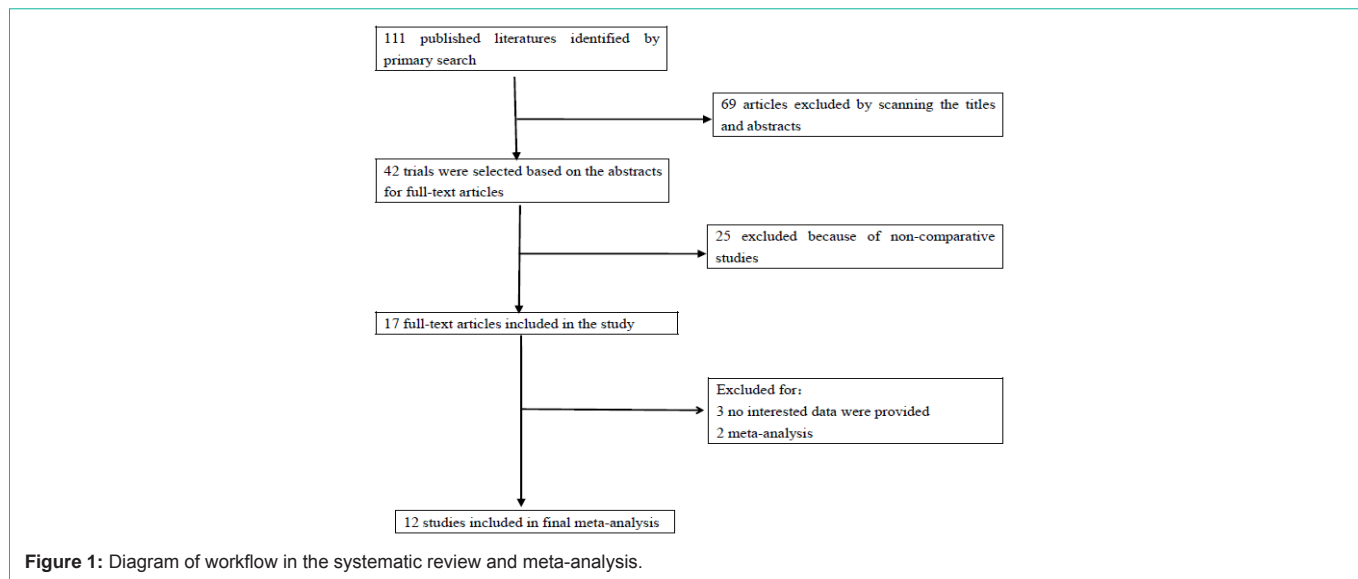 111 published literatures identified by
primary search
69 articles excluded by scanning the titles
and abstracts
42 trials were selected based on the abstracts
for full-text articles
25 excluded because of non-comparative
studies
17 full-text articles included in the study
Excluded for:
3 no interested data were provided
2 meta-analysis
12 studies included in final meta-analysis
Figure 1: Diagram of workflow in the systematic review and meta-analysis.